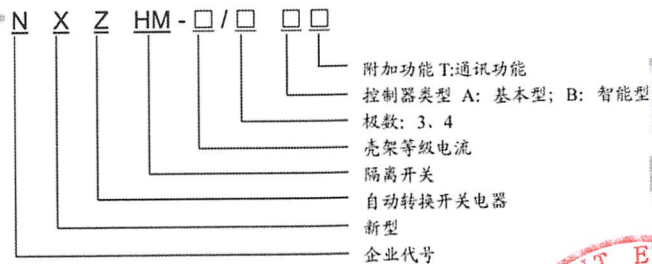 N X Z HM-□/□ □□
附加功能 T:通讯功能
控制器类型 A: 基本型; B: 智能型
极数: 3、4
壳架等级电流
隔离开关
自动转换开关电器
新型
企业代号